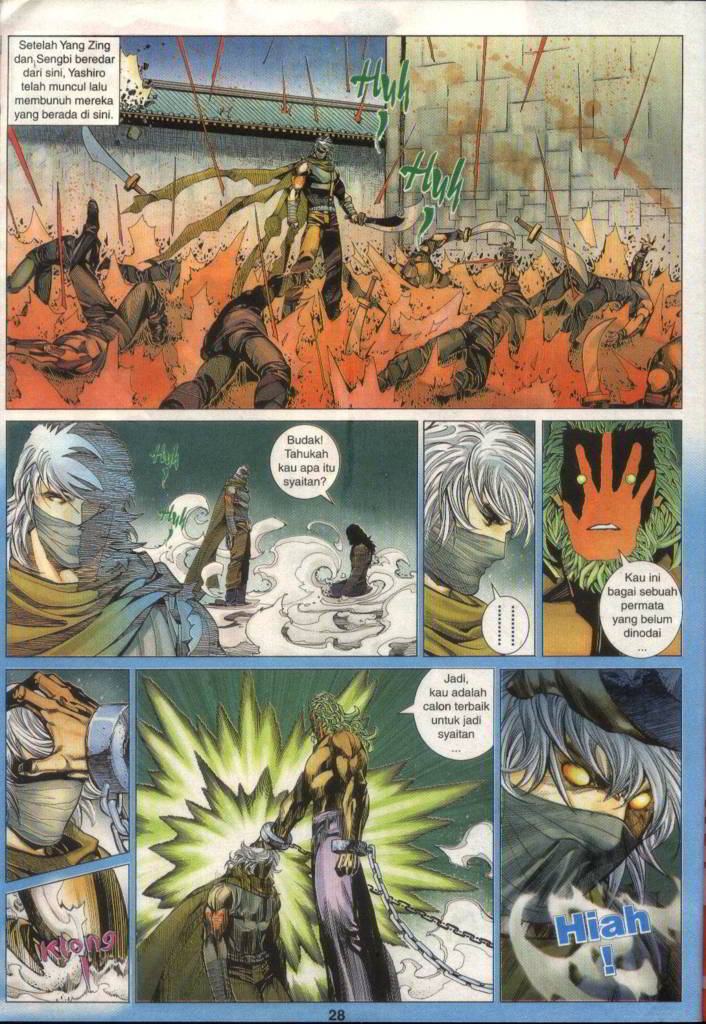 Setelah Yang Zing
dan Sengbi beredar
dari sini, Yashiro
telah muncul lalu
membunuh mereka
yang berada di sini.
Huh
!
Huh
!
Budak!
Tahukah
kau apa itu
syaitan?
Huh
!
Huh
!
Kau ini
bagai sebuah
permata
yang belum
dinodai
...
Jadi,
kau adalah
calon terbaik
untuk jadi
syaitan
...
Klong
!
Hiah
!
28